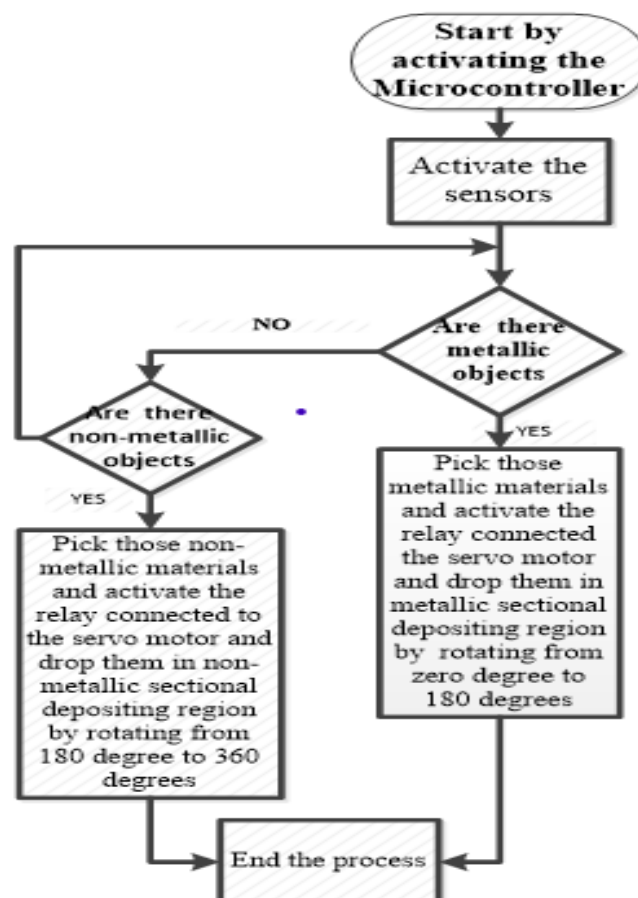 Start by
activating the
Microcontroller
Activate the
sensors
Are there
metallic
objects
NO
YES
Are there
non-metallic
objects
YES
Pick those
metallic materials
and activate the
relay connected
the servo motor
and drop them in
metallic sectional
depositing region
by rotating from
zero degree to
180 degrees
Pick those non-
metallic materials
and activate the
relay connected to
the servo motor and
drop them in non-
metallic sectional
depositing region
by rotating from
180 degree to 360
degrees
End the process